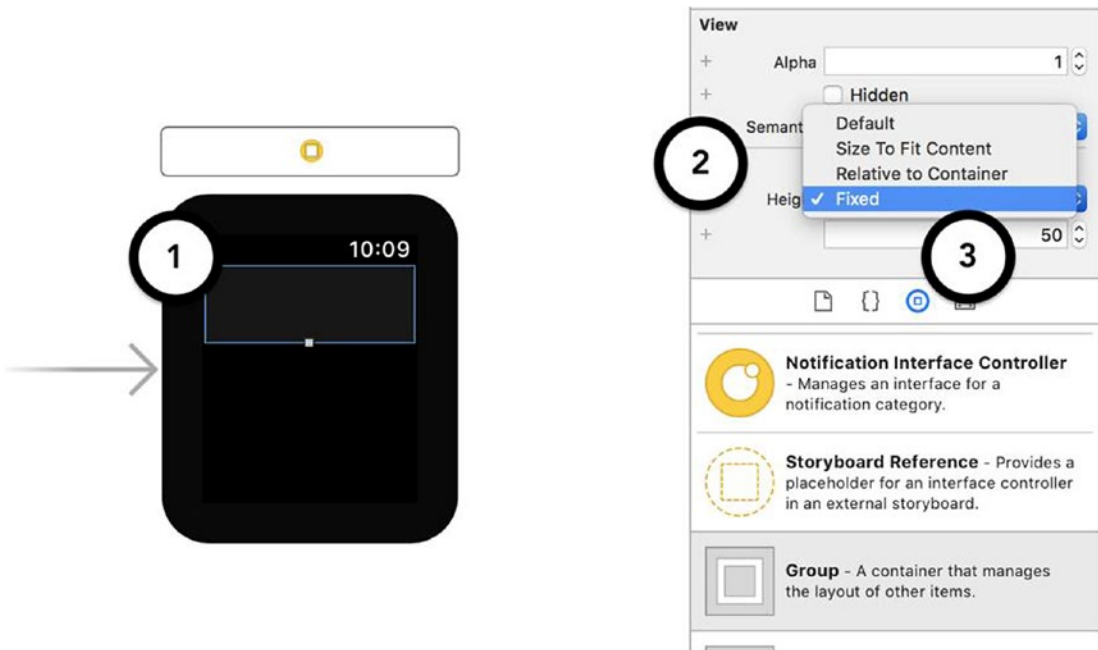 View
Alpha 1
Hidden
Semant
Default
Size To Fit Content
Relative to Container
Heig ✓ Fixed
50
1
2
3
10:09
{}
Notification Interface Controller
- Manages an interface for a
notification category.
Storyboard Reference - Provides a
placeholder for an interface controller
in an external storyboard.
Group - A container that manages
the layout of other items.